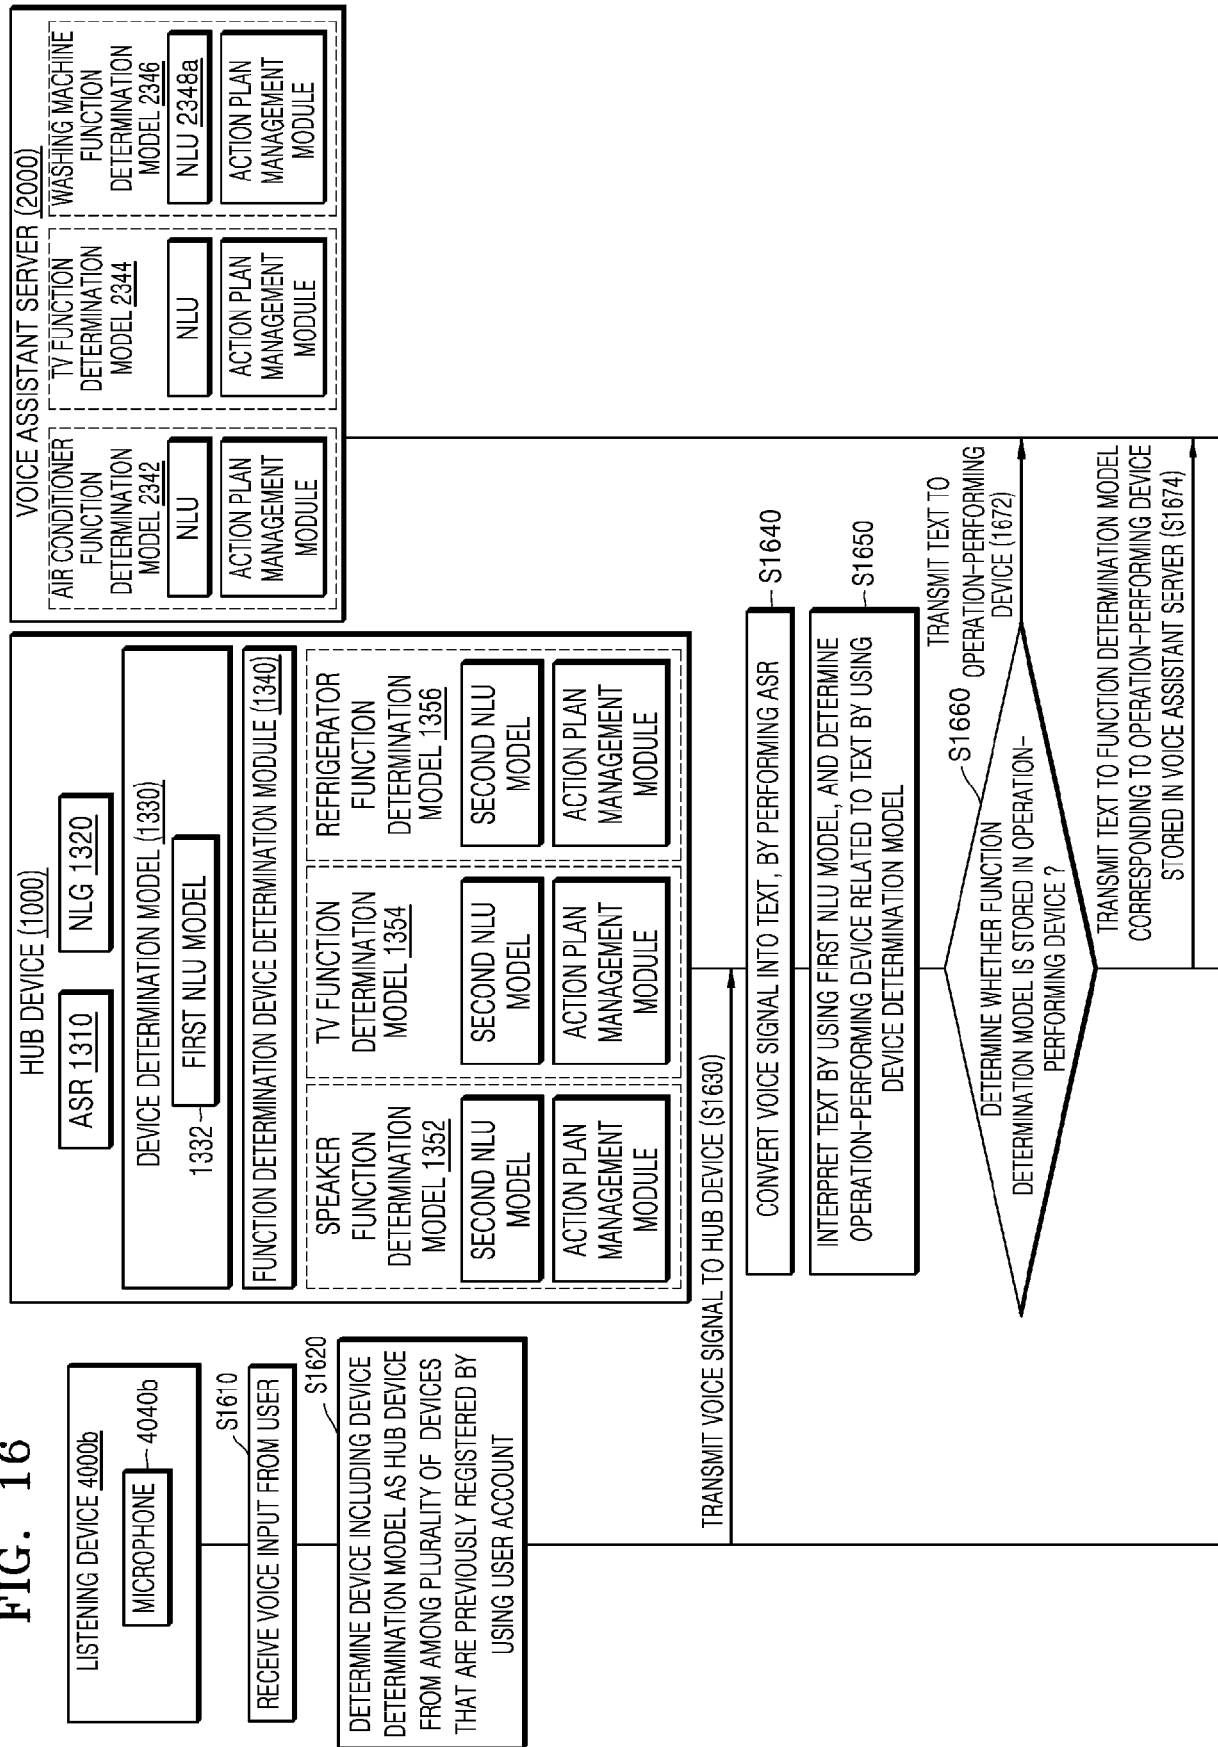 FIG. 16
LISTENING DEVICE 4000b
MICROPHONE
4040b
HUB DEVICE (1000)
ASR 1310
NLG 1320
DEVICE DETERMINATION MODEL (1330)
FIRST NLU MODEL
1332
FUNCTION DETERMINATION DEVICE DETERMINATION MODULE (1340)
SPEAKER
FUNCTION
DETERMINATION
MODEL 1352
SECOND NLU
MODEL
ACTION PLAN
MANAGEMENT
MODULE
TV FUNCTION
DETERMINATION
MODEL 1354
SECOND NLU
MODEL
ACTION PLAN
MANAGEMENT
MODULE
REFRIGERATOR
FUNCTION
DETERMINATION
MODEL 1356
SECOND NLU
MODEL
ACTION PLAN
MANAGEMENT
MODULE
VOICE ASSISTANT SERVER (2000)
AIR CONDITIONER
FUNCTION
DETERMINATION
MODEL 2342
NLU
ACTION PLAN
MANAGEMENT
MODULE
TV FUNCTION
DETERMINATION
MODEL 2344
NLU
ACTION PLAN
MANAGEMENT
MODULE
WASHING MACHINE
FUNCTION
DETERMINATION
MODEL 2346
NLU 2348a
ACTION PLAN
MANAGEMENT
MODULE
S1610
RECEIVE VOICE INPUT FROM USER
S1620
DETERMINE DEVICE INCLUDING DEVICE
DETERMINATION MODEL AS HUB DEVICE
FROM AMONG PLURALITY OF DEVICES
THAT ARE PREVIOUSLY REGISTERED BY
USING USER ACCOUNT
TRANSMIT VOICE SIGNAL TO HUB DEVICE (S1630)
CONVERT VOICE SIGNAL INTO TEXT, BY PERFORMING ASR
S1640
INTERPRET TEXT BY USING FIRST NLU MODEL, AND DETERMINE
OPERATION-PERFORMING DEVICE RELATED TO TEXT BY USING
DEVICE DETERMINATION MODEL
S1650
S1660
DETERMINE WHETHER FUNCTION
DETERMINATION MODEL IS STORED IN OPERATION-
PERFORMING DEVICE ?
TRANSMIT TEXT TO
OPERATION-PERFORMING
DEVICE (1672)
TRANSMIT TEXT TO FUNCTION DETERMINATION MODEL
CORRESPONDING TO OPERATION-PERFORMING DEVICE
STORED IN VOICE ASSISTANT SERVER (S1674)